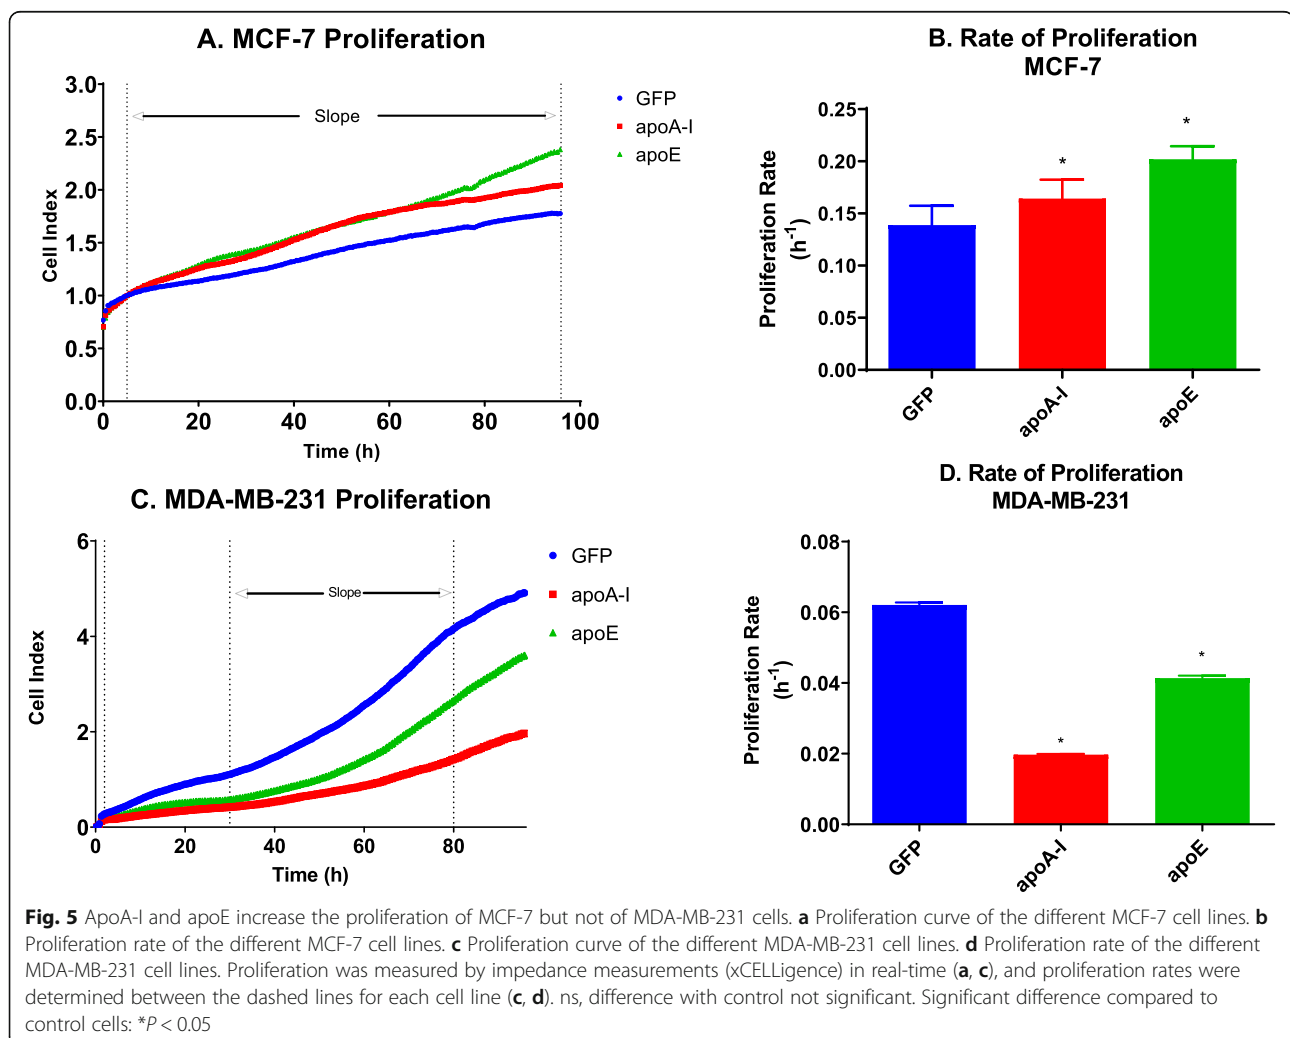 A. MCF-7 Proliferation
3.0
2.5
2.0
1.5
1.0
0.5
0.0
Cell Index
Slope
GFP
apoA-I
apoE
0 20 40 60 80 100
Time (h)
B. Rate of Proliferation
MCF-7
0.25
0.20
0.15
0.10
0.05
0.00
Proliferation Rate
(h-1)
*
*
GFP
apoA-I
apoE
C. MDA-MB-231 Proliferation
6
4
2
0
Cell Index
Slope
GFP
apoA-I
apoE
0 20 40 60 80
Time (h)
D. Rate of Proliferation
MDA-MB-231
0.08
0.06
0.04
0.02
0.00
Proliferation Rate
(h-1)
*
*
GFP
apoA-I
apoE
Fig. 5 ApoA-I and apoE increase the proliferation of MCF-7 but not of MDA-MB-231 cells. a Proliferation curve of the different MCF-7 cell lines. b
Proliferation rate of the different MCF-7 cell lines. c Proliferation curve of the different MDA-MB-231 cell lines. d Proliferation rate of the different
MDA-MB-231 cell lines. Proliferation was measured by impedance measurements (xCELLigence) in real-time (a, c), and proliferation rates were
determined between the dashed lines for each cell line (c, d). ns, difference with control not significant. Significant difference compared to
control cells: *P < 0.05